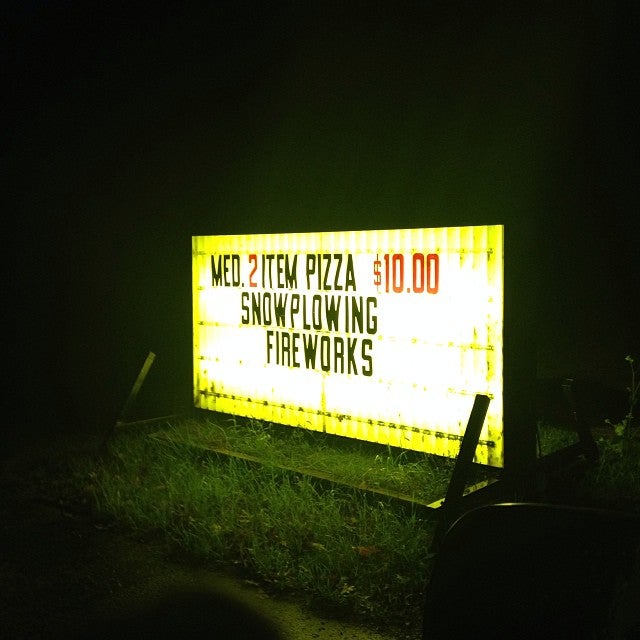 MED. 2 ITEM PIZZA $10.00
SNOWPLOWING
FIREWORKS